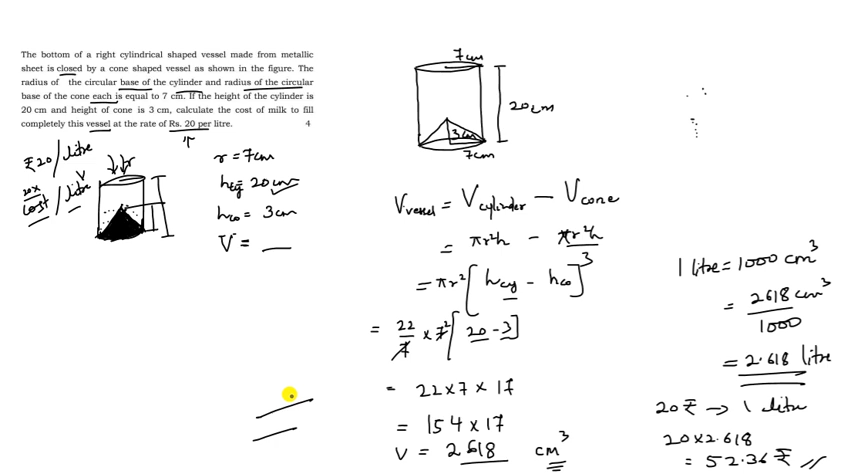 The bottom of a right cylindrical shaped vessel made from metallic
sheet is closed by a cone shaped vessel as shown in the figure. The
radius of the circular base of the cylinder and radius of the circular
base of the cone each is equal to 7 cm. If the height of the cylinder is
20 cm and height of cone is 3 cm, calculate the cost of milk to fill
completely this vessel at the rate of Rs. 20 per litre. 4
₹20/litre
20x
cost/litre
V
r = 7cm
hcy = 20cm
hco = 3cm
V = __
7cm
20cm
3cm
7cm
Vvessel = Vcylinder - Vcone
= πr²h - πr²h/3
= πr² [hcy - hco]3
= 22/7 × 7² [20-3]
= 22×7×17
= 154×17
V = 2618 cm³
1 litre = 1000 cm³
= 2618 cm³/1000
= 2.618 litre
20 ₹ → 1 litre
20×2.618
= 52.36 ₹ //